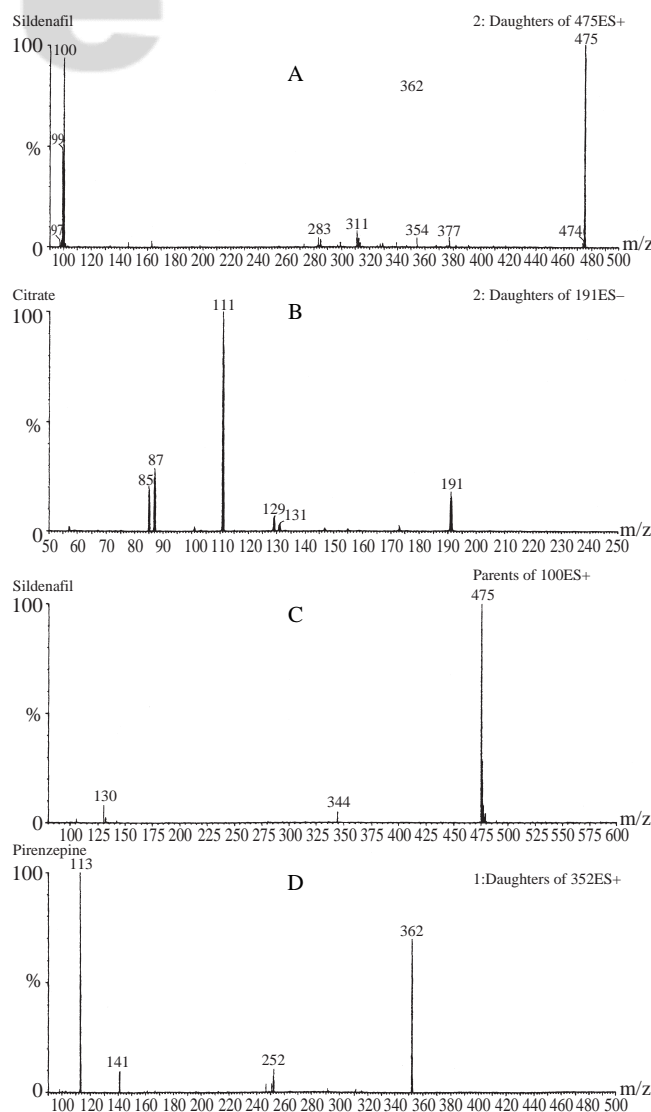 Sildenafil 2: Daughters of 475ES+
100 100 475
A
362
99
%
97 283 311 354 377 474
0 m/z
100 120 140 160 180 200 220 240 260 280 300 320 340 360 380 400 420 440 460 480 500
Citrate 2: Daughters of 191ES–
100 111
B
%
87
85 191
129 131
0 m/z
50 60 70 80 90 100 110 120 130 140 150 160 170 180 190 200 210 220 230 240 250
Sildenafil Parents of 100ES+
100 475
C
%
130 344
0 m/z
100 125 150 175 200 225 250 275 300 325 350 375 400 425 450 475 500 525 550 575 600
Pirenzepine 1:Daughters of 352ES+
100 113
D
362
%
141 252
0 m/z
100 120 140 160 180 200 220 240 260 280 300 320 340 360 380 400 420 440 460 480 500
e